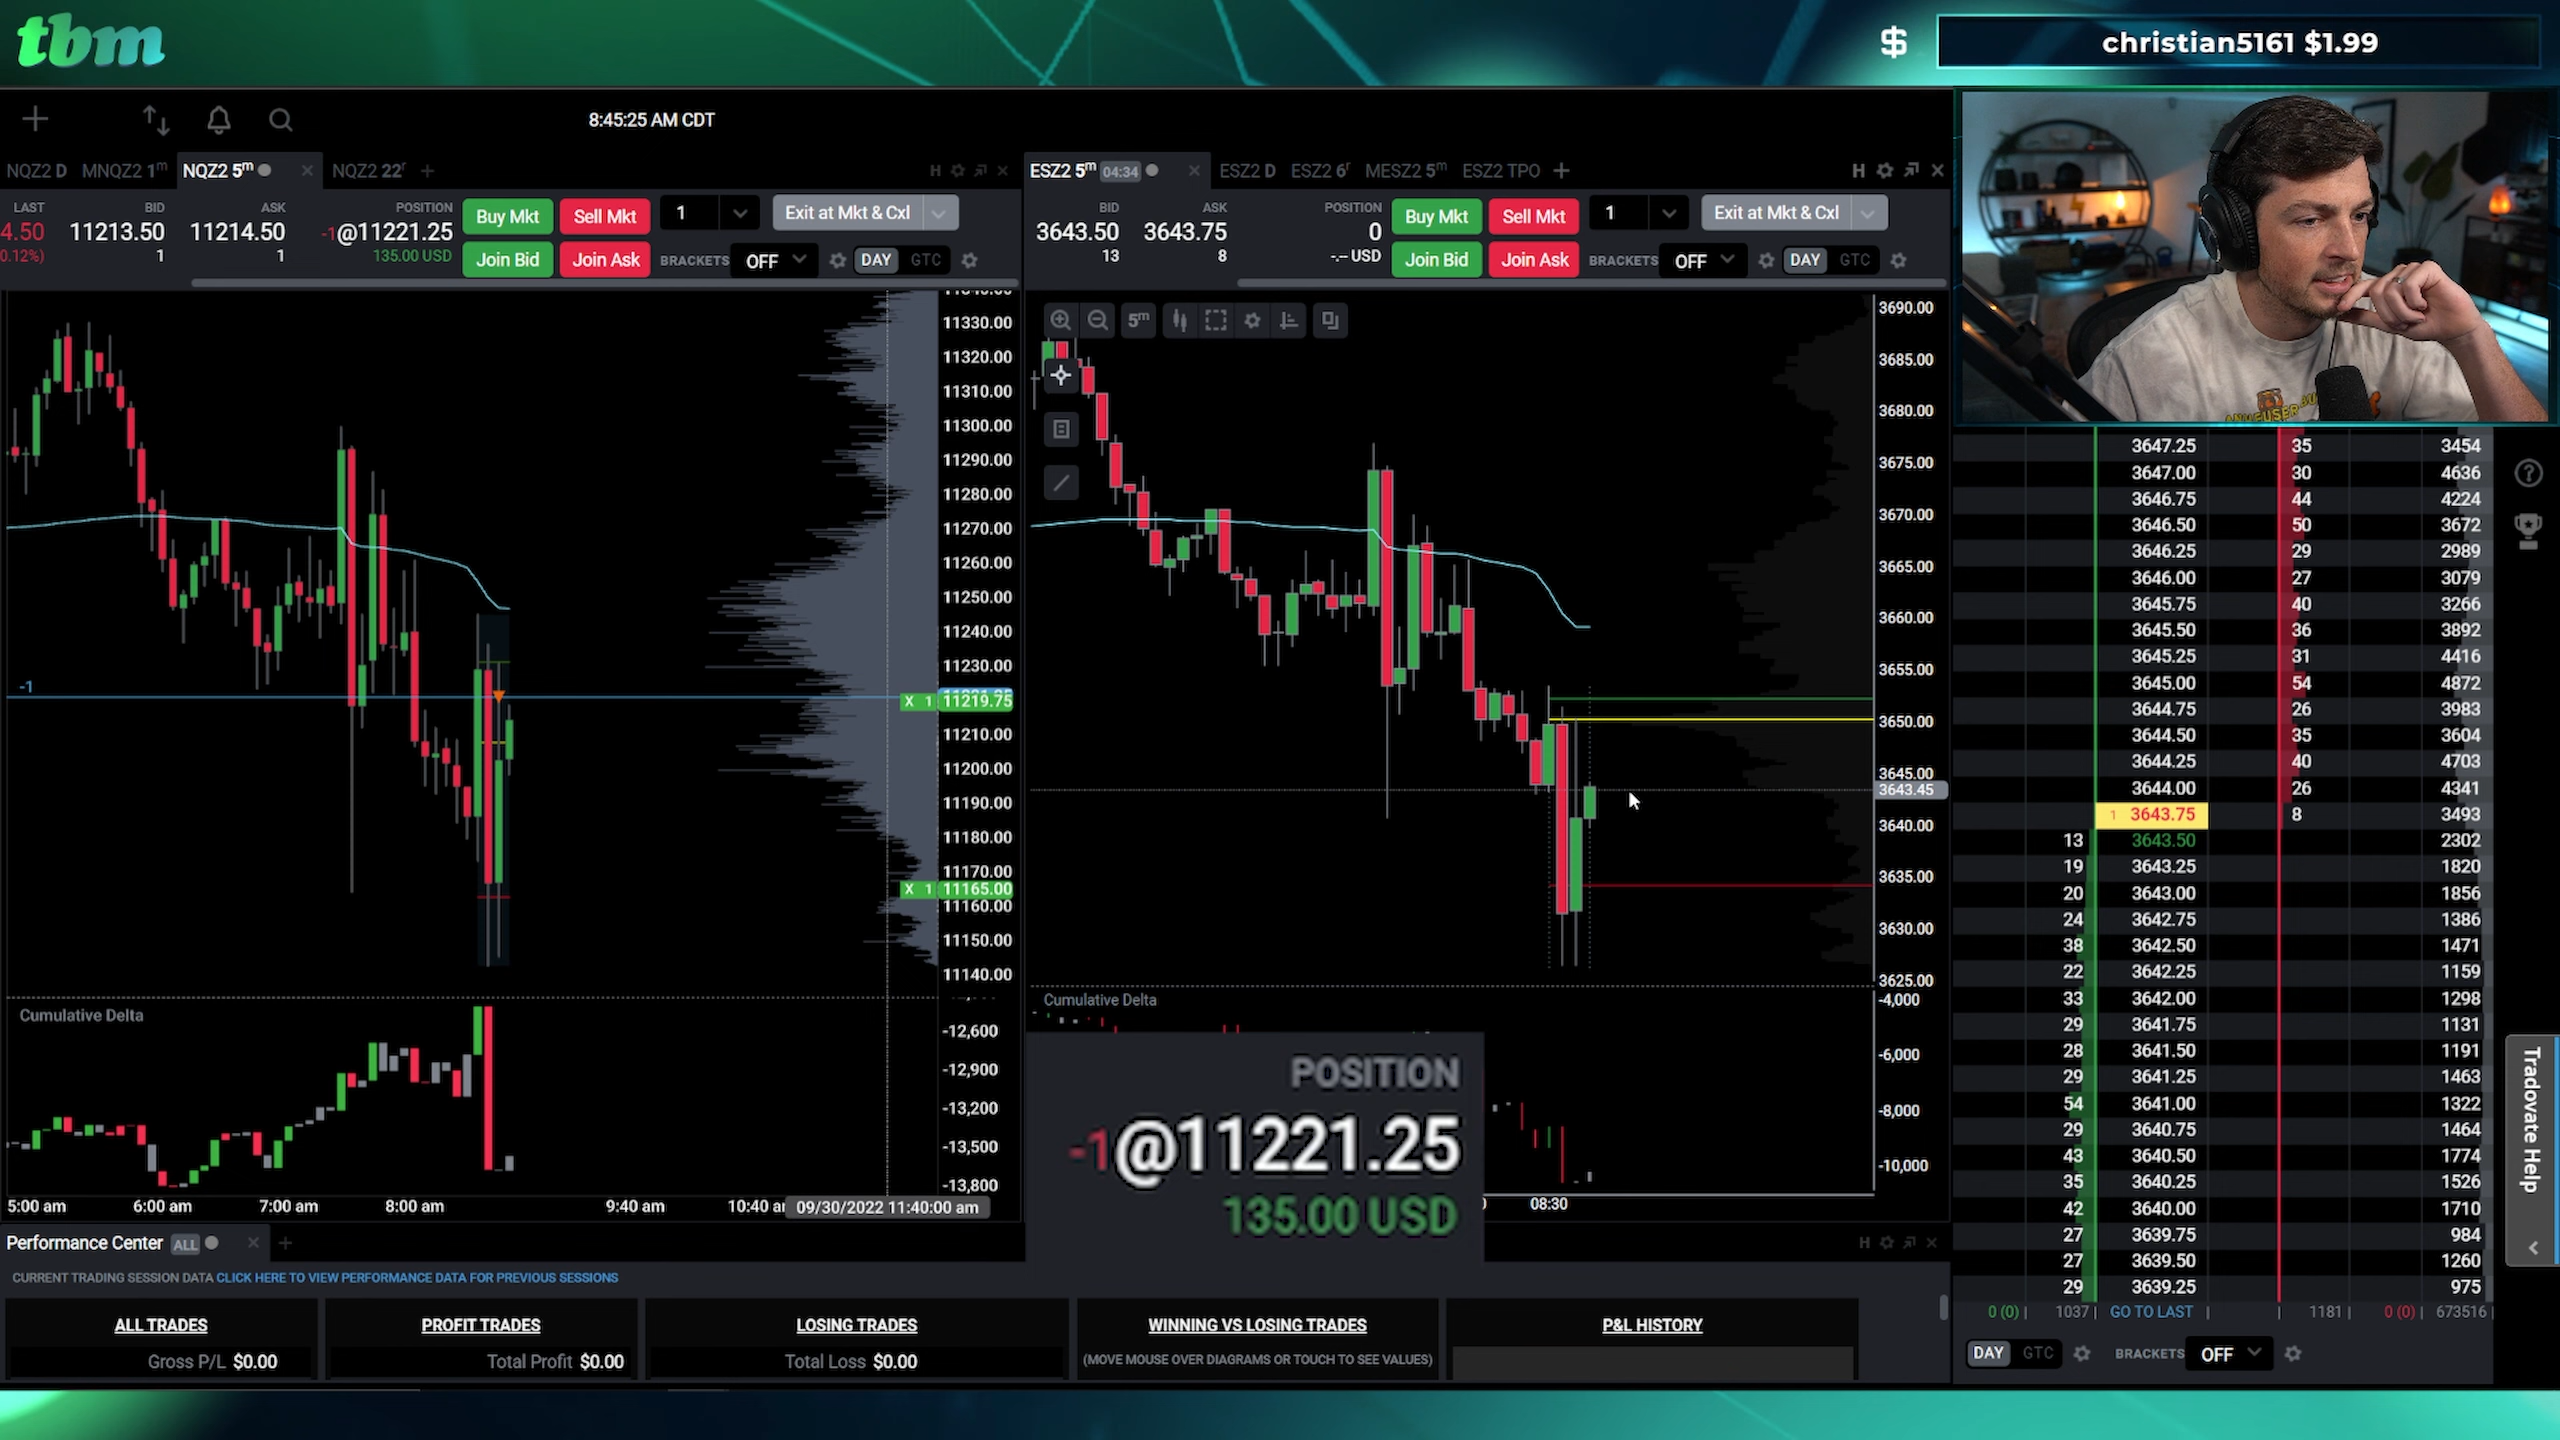 tbm
$
christian5161 $1.99
8:45:25 AM CDT
NQZ2 D
MNQZ2 1m
NQZ2 5m
NQZ2 22r
H
LAST
4.50
0.12%)
BID
11213.50
1
ASK
11214.50
1
POSITION
-1@11221.25
135.00 USD
Buy Mkt
Sell Mkt
1
Exit at Mkt & Cxl
Join Bid
Join Ask
BRACKETS
OFF
DAY
GTC
11330.00
11320.00
11310.00
11300.00
11290.00
11280.00
11270.00
11260.00
11250.00
11240.00
11230.00
-1
X 1 11219.75
11210.00
11200.00
11190.00
11180.00
11170.00
X 1 11165.00
11160.00
11150.00
11140.00
Cumulative Delta
-12,600
-12,900
-13,200
-13,500
-13,800
5:00 am
6:00 am
7:00 am
8:00 am
9:40 am
10:40 a
09/30/2022 11:40:00 am
ESZ2 5m 04:34
ESZ2 D
ESZ2 6r
MESZ2 5m
ESZ2 TPO
H
BID
3643.50
13
ASK
3643.75
8
POSITION
0
-.-- USD
Buy Mkt
Sell Mkt
1
Exit at Mkt & Cxl
Join Bid
Join Ask
BRACKETS
OFF
DAY
GTC
5m
3690.00
3685.00
3680.00
3675.00
3670.00
3665.00
3660.00
3655.00
3650.00
3645.00
3643.45
3640.00
3635.00
3630.00
3625.00
Cumulative Delta
-4,000
-6,000
-8,000
-10,000
08:30
POSITION
-1@11221.25
135.00 USD
3647.25 35 3454
3647.00 30 4636
3646.75 44 4224
3646.50 50 3672
3646.25 29 2989
3646.00 27 3079
3645.75 40 3266
3645.50 36 3892
3645.25 31 4416
3645.00 54 4872
3644.75 26 3983
3644.50 35 3604
3644.25 40 4703
3644.00 26 4341
1 3643.75 8 3493
13 3643.50 2302
19 3643.25 1820
20 3643.00 1856
24 3642.75 1386
38 3642.50 1471
22 3642.25 1159
33 3642.00 1298
29 3641.75 1131
28 3641.50 1191
29 3641.25 1463
54 3641.00 1322
29 3640.75 1464
43 3640.50 1774
35 3640.25 1526
42 3640.00 1710
27 3639.75 984
27 3639.50 1260
29 3639.25 975
0 (0) 1037 GO TO LAST 1181 0 (0) 673516
DAY GTC BRACKETS OFF
Tradovate Help
Performance Center ALL
H
CURRENT TRADING SESSION DATA CLICK HERE TO VIEW PERFORMANCE DATA FOR PREVIOUS SESSIONS
ALL TRADES
Gross P/L $0.00
PROFIT TRADES
Total Profit $0.00
LOSING TRADES
Total Loss $0.00
WINNING VS LOSING TRADES
(MOVE MOUSE OVER DIAGRAMS OR TOUCH TO SEE VALUES)
P&L HISTORY